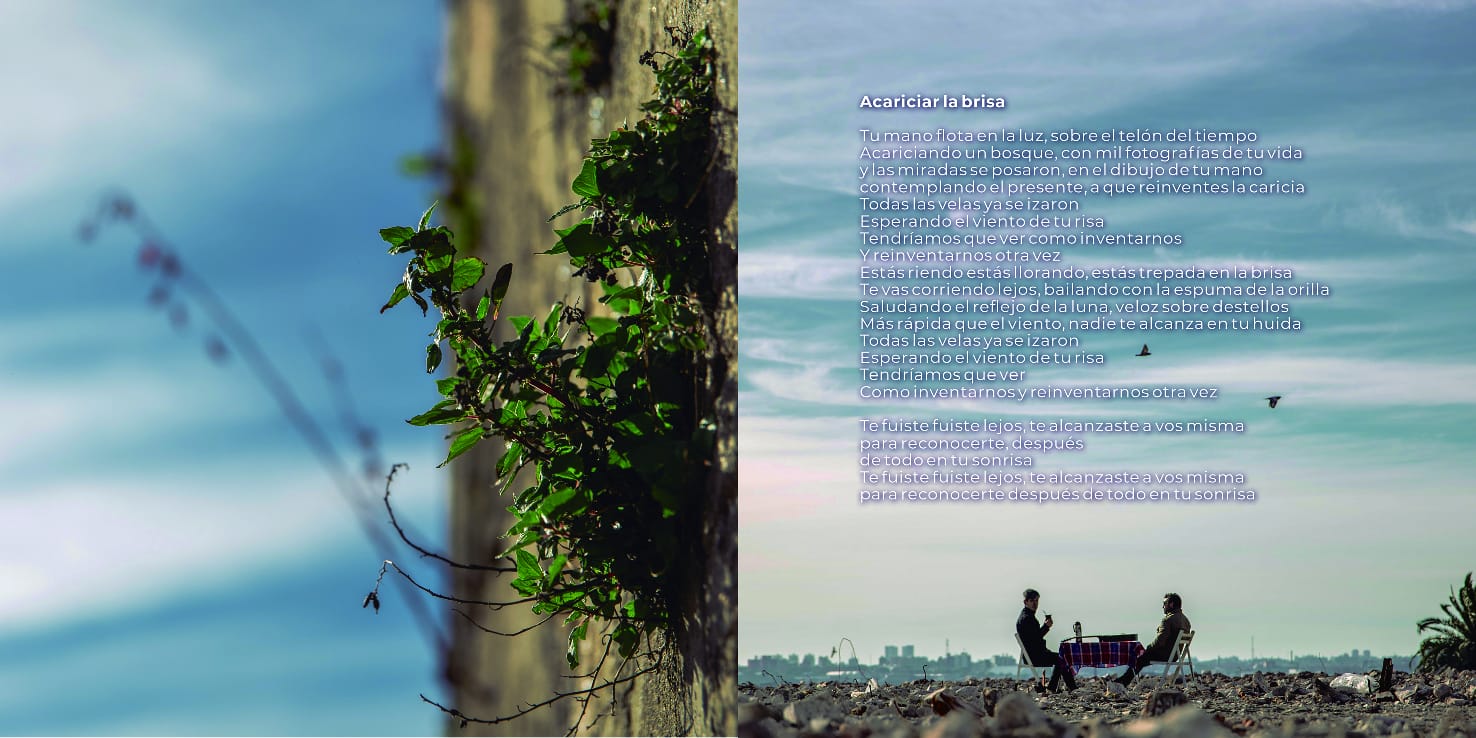 Acariciar la brisa
Tu mano flota en la luz, sobre el telón del tiempo
Acariciando un bosque, con mil fotografías de tu vida
y las miradas se posaron, en el dibujo de tu mano
contemplando el presente, a que reinventes la caricia
Todas las velas ya se izaron
Esperando el viento de tu risa
Tendríamos que ver como inventarnos
Y reinventarnos otra vez
Estás riendo estás llorando, estás trepada en la brisa
Te vas corriendo lejos, bailando con la espuma de la orilla
Saludando el reflejo de la luna, veloz sobre destellos
Más rápida que el viento, nadie te alcanza en tu huida
Todas las velas ya se izaron
Esperando el viento de tu risa
Tendríamos que ver
Como inventarnos y reinventarnos otra vez
Te fuiste fuiste lejos, te alcanzaste a vos misma
para reconocerte, después
de todo en tu sonrisa
Te fuiste fuiste lejos, te alcanzaste a vos misma
para reconocerte después de todo en tu sonrisa